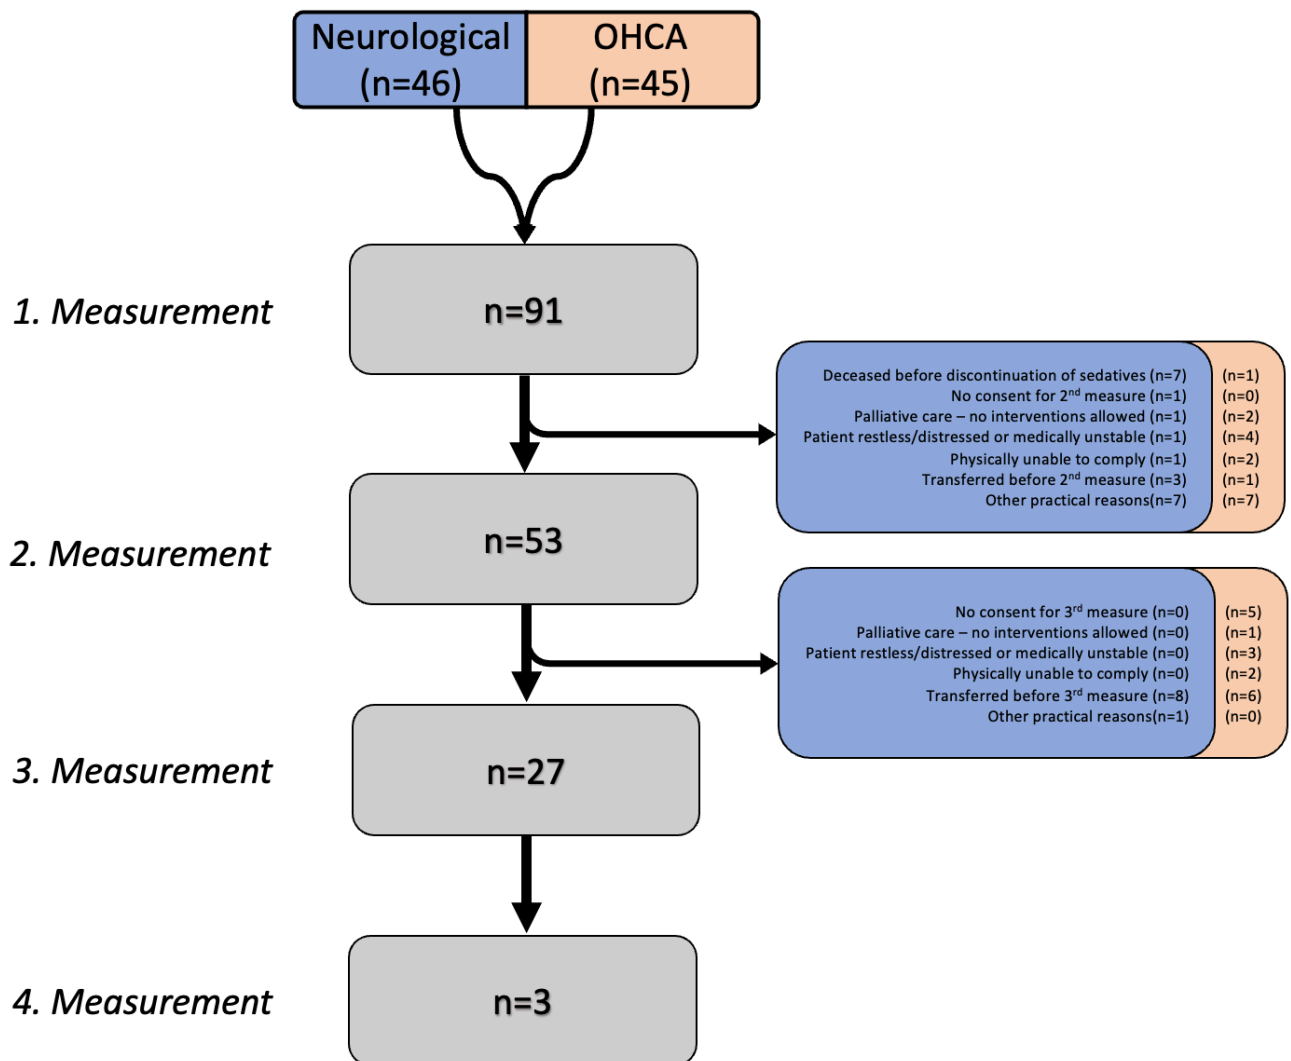 Neurological
(n=46)
OHCA
(n=45)
1. Measurement
n=91
Deceased before discontinuation of sedatives (n=7) (n=1)
No consent for 2nd measure (n=1) (n=0)
Palliative care – no interventions allowed (n=1) (n=2)
Patient restless/distressed or medically unstable (n=1) (n=4)
Physically unable to comply (n=1) (n=2)
Transferred before 2nd measure (n=3) (n=1)
Other practical reasons(n=7) (n=7)
2. Measurement
n=53
No consent for 3rd measure (n=0) (n=5)
Palliative care – no interventions allowed (n=0) (n=1)
Patient restless/distressed or medically unstable (n=0) (n=3)
Physically unable to comply (n=0) (n=2)
Transferred before 3rd measure (n=8) (n=6)
Other practical reasons(n=1) (n=0)
3. Measurement
n=27
4. Measurement
n=3